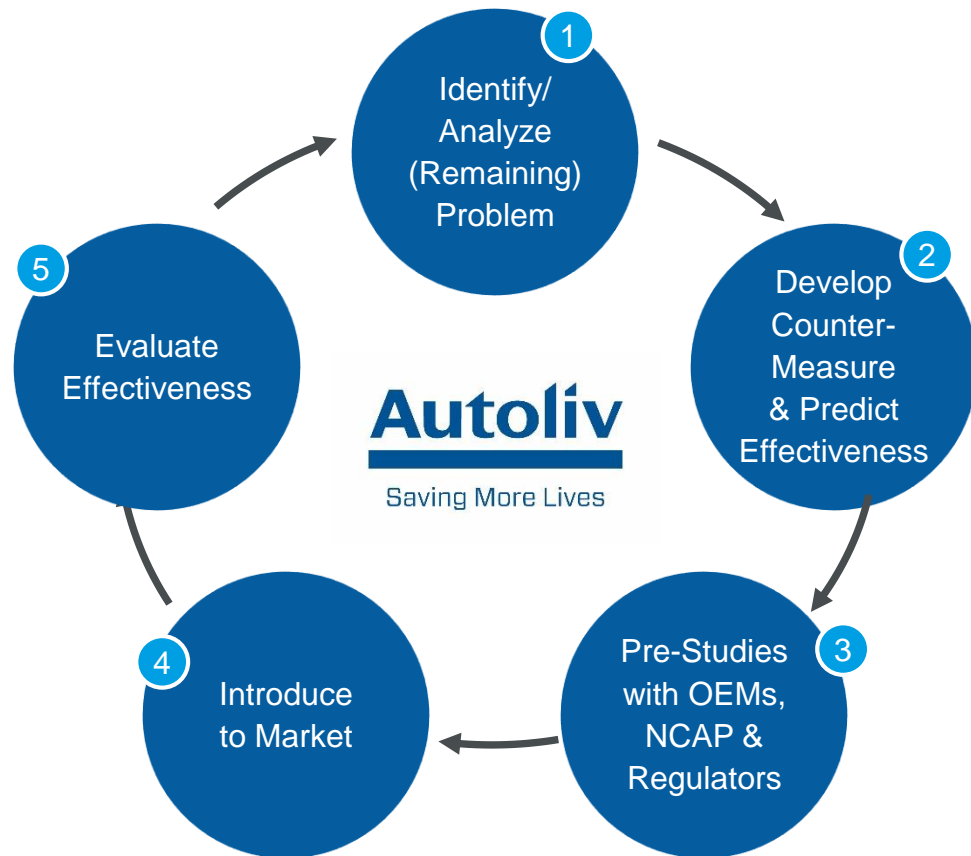 1
Identify/
Analyze
(Remaining)
Problem
2
Develop
Counter-
Measure
& Predict
Effectiveness
3
Pre-Studies
with OEMs,
NCAP &
Regulators
4
Introduce
to Market
5
Evaluate
Effectiveness
Autoliv
Saving More Lives